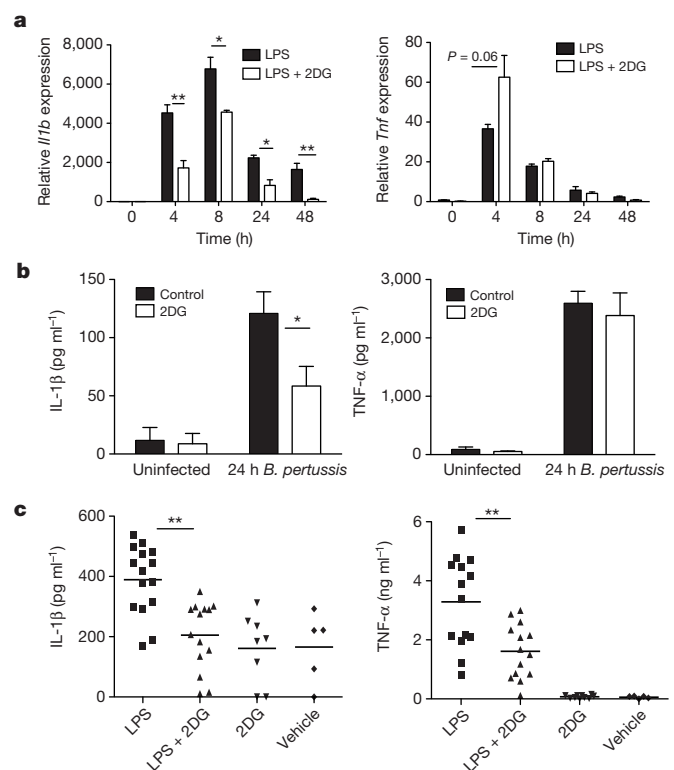 a
Relative Il1b expression
8,000
6,000
4,000
2,000
0
**
*
*
**
LPS
LPS + 2DG
0 4 8 24 48
Time (h)
Relative Tnf expression
80
60
40
20
0
P = 0.06
LPS
LPS + 2DG
0 4 8 24 48
Time (h)
b
IL-1β (pg ml⁻¹)
150
100
50
0
Control
2DG
*
Uninfected 24 h B. pertussis
TNF-α (pg ml⁻¹)
3,000
2,000
1,000
0
Control
2DG
Uninfected 24 h B. pertussis
c
IL-1β (pg ml⁻¹)
600
400
200
0
**
LPS
LPS + 2DG
2DG
Vehicle
TNF-α (ng ml⁻¹)
6
4
2
0
**
LPS
LPS + 2DG
2DG
Vehicle